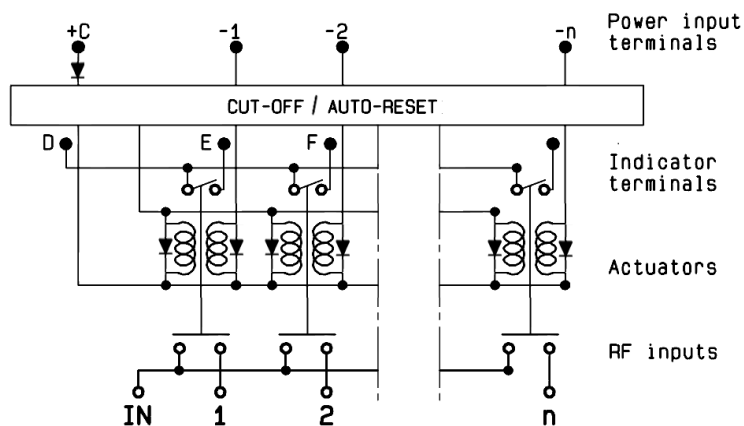 +C -1 -2 -n Power input
terminals
CUT-OFF / AUTO-RESET
D E F
Indicator
terminals
Actuators
RF inputs
IN 1 2 n